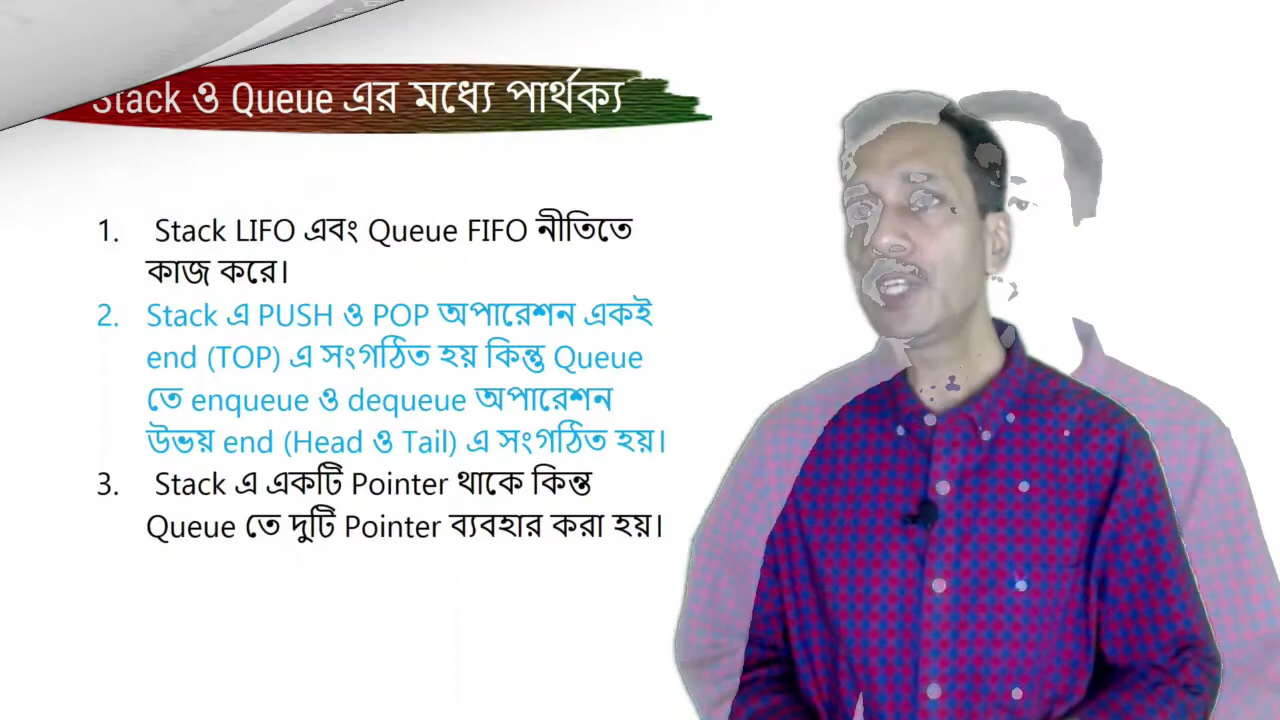 Stack ও Queue এর মধ্যে পার্থক্য
1. Stack LIFO এবং Queue FIFO নীতিতে
কাজ করে।
2. Stack এ PUSH ও POP অপারেশন একই
end (TOP) এ সংগঠিত হয় কিন্তু Queue
তে enqueue ও dequeue অপারেশন
উভয় end (Head ও Tail) এ সংগঠিত হয়।
3. Stack এ একটি Pointer থাকে কিন্ত
Queue তে দুটি Pointer ব্যবহার করা হয়।